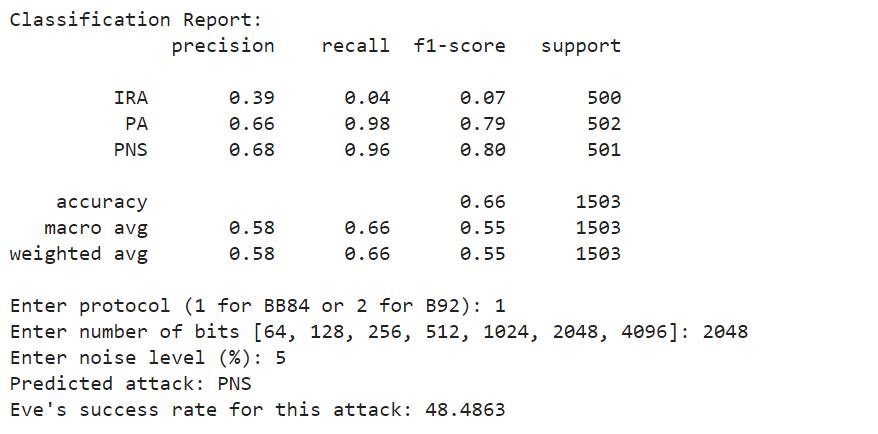 Classification Report:
precision recall f1-score support
IRA 0.39 0.04 0.07 500
PA 0.66 0.98 0.79 502
PNS 0.68 0.96 0.80 501
accuracy 0.66 1503
macro avg 0.58 0.66 0.55 1503
weighted avg 0.58 0.66 0.55 1503
Enter protocol (1 for BB84 or 2 for B92): 1
Enter number of bits [64, 128, 256, 512, 1024, 2048, 4096]: 2048
Enter noise level (%): 5
Predicted attack: PNS
Eve's success rate for this attack: 48.4863